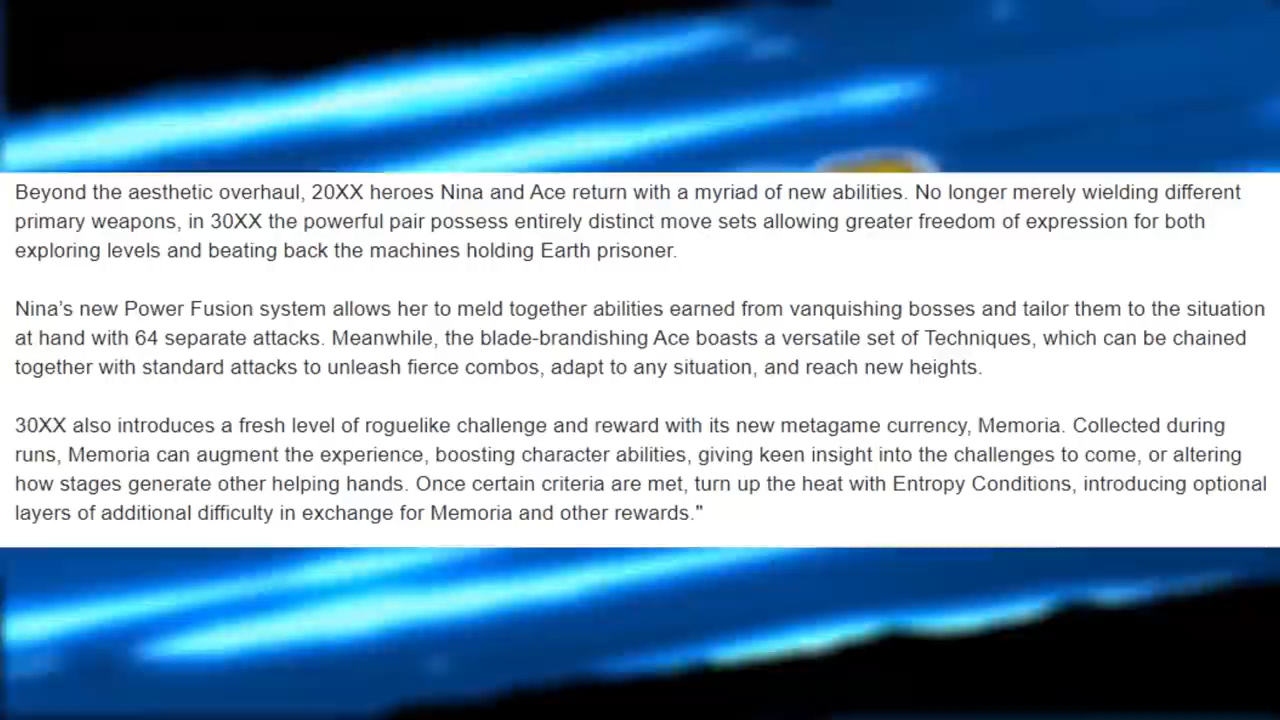 Beyond the aesthetic overhaul, 20XX heroes Nina and Ace return with a myriad of new abilities. No longer merely wielding different
primary weapons, in 30XX the powerful pair possess entirely distinct move sets allowing greater freedom of expression for both
exploring levels and beating back the machines holding Earth prisoner.
Nina’s new Power Fusion system allows her to meld together abilities earned from vanquishing bosses and tailor them to the situation
at hand with 64 separate attacks. Meanwhile, the blade-brandishing Ace boasts a versatile set of Techniques, which can be chained
together with standard attacks to unleash fierce combos, adapt to any situation, and reach new heights.
30XX also introduces a fresh level of roguelike challenge and reward with its new metagame currency, Memoria. Collected during
runs, Memoria can augment the experience, boosting character abilities, giving keen insight into the challenges to come, or altering
how stages generate other helping hands. Once certain criteria are met, turn up the heat with Entropy Conditions, introducing optional
layers of additional difficulty in exchange for Memoria and other rewards."